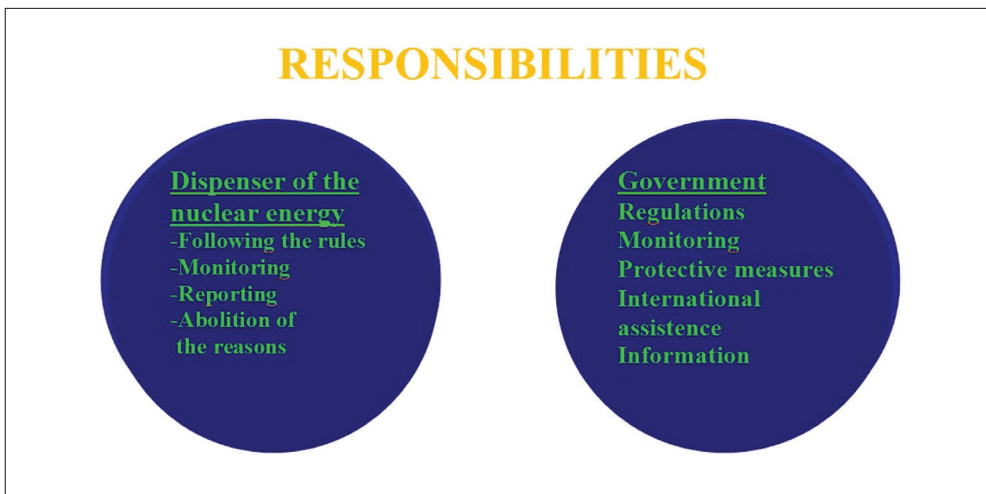 RESPONSIBILITIES
Dispenser of the
nuclear energy
-Following the rules
-Monitoring
-Reporting
-Abolition of
the reasons
Government
Regulations
Monitoring
Protective measures
International
assistence
Information